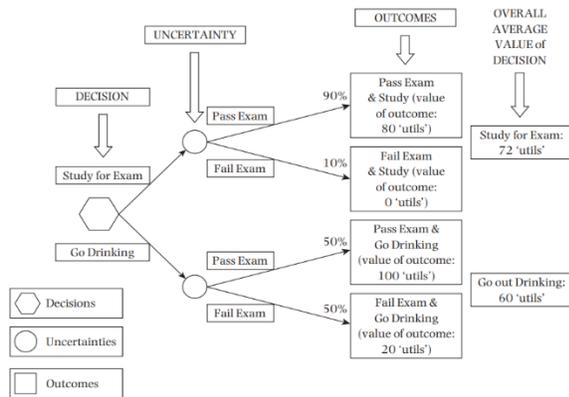 OUTCOMES
OVERALL
AVERAGE
VALUE of
DECISION
UNCERTAINTY
DECISION
Study for Exam
Go Drinking
Pass Exam
Fail Exam
90%
10%
Pass Exam
& Study (value
of outcome:
80 ‘utils’)
Fail Exam
& Study (value
of outcome:
0 ‘utils’)
Study for Exam:
72 ‘utils’
Pass Exam
Fail Exam
50%
50%
Pass Exam &
Go Drinking
(value of outcome:
100 ‘utils’)
Fail Exam &
Go Drinking
(value of outcome:
20 ‘utils’)
Go out Drinking:
60 ‘utils’
Decisions
Uncertainties
Outcomes